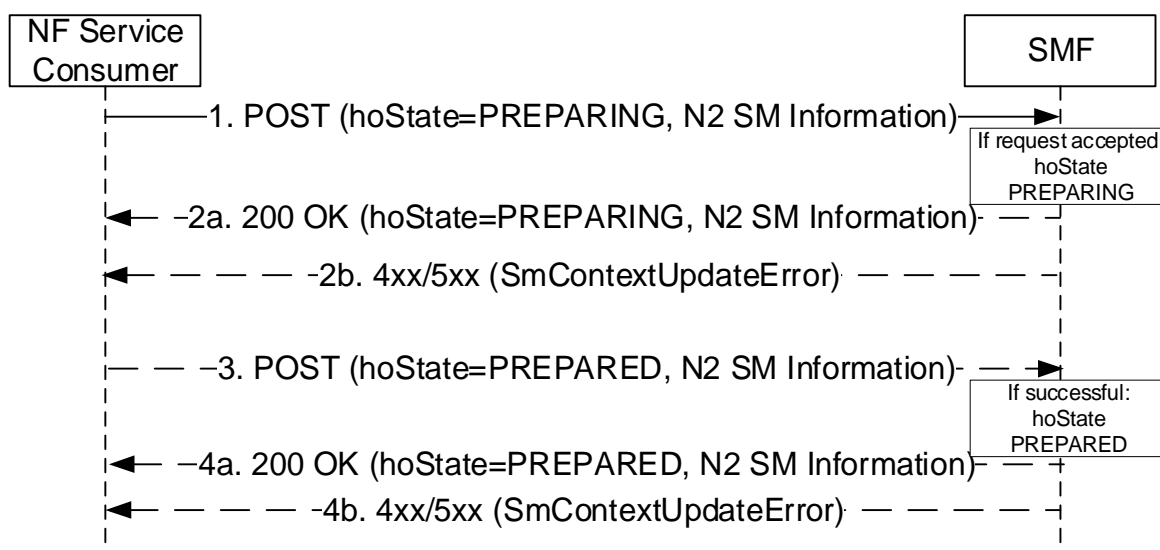 NF Service
Consumer
SMF
1. POST (hoState=PREPARING, N2 SM Information)
If request accepted
hoState
PREPARING
2a. 200 OK (hoState=PREPARING, N2 SM Information)
2b. 4xx/5xx (SmContextUpdateError)
3. POST (hoState=PREPARED, N2 SM Information)
If successful:
hoState
PREPARED
4a. 200 OK (hoState=PREPARED, N2 SM Information)
4b. 4xx/5xx (SmContextUpdateError)